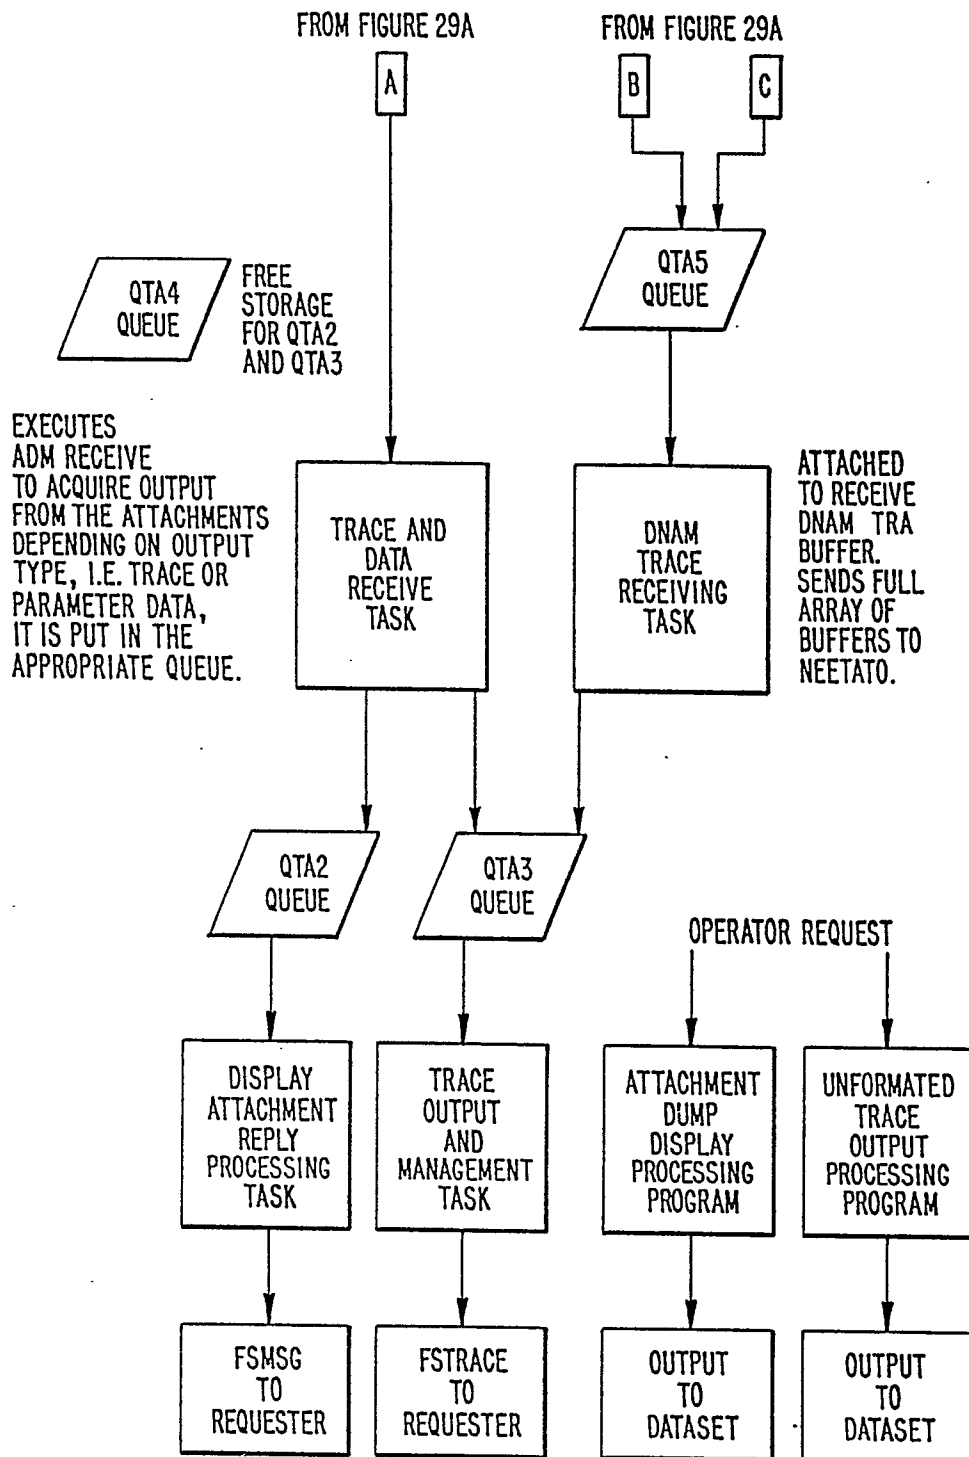 FROM FIGURE 29A
FROM FIGURE 29A
A
B
C
QTA5
QUEUE
QTA4
QUEUE
FREE
STORAGE
FOR QTA2
AND QTA3
EXECUTES
ADM RECEIVE
TO ACQUIRE OUTPUT
FROM THE ATTACHMENTS
DEPENDING ON OUTPUT
TYPE, I.E. TRACE OR
PARAMETER DATA,
IT IS PUT IN THE
APPROPRIATE QUEUE.
TRACE AND
DATA
RECEIVE
TASK
DNAM
TRACE
RECEIVING
TASK
ATTACHED
TO RECEIVE
DNAM TRA
BUFFER.
SENDS FULL
ARRAY OF
BUFFERS TO
NEETATO.
QTA2
QUEUE
QTA3
QUEUE
OPERATOR REQUEST
DISPLAY
ATTACHMENT
REPLY
PROCESSING
TASK
TRACE
OUTPUT
AND
MANAGEMENT
TASK
ATTACHMENT
DUMP
DISPLAY
PROCESSING
PROGRAM
UNFORMATED
TRACE
OUTPUT
PROCESSING
PROGRAM
FSMSG
TO
REQUESTER
FSTRACE
TO
REQUESTER
OUTPUT
TO
DATASET
OUTPUT
TO
DATASET